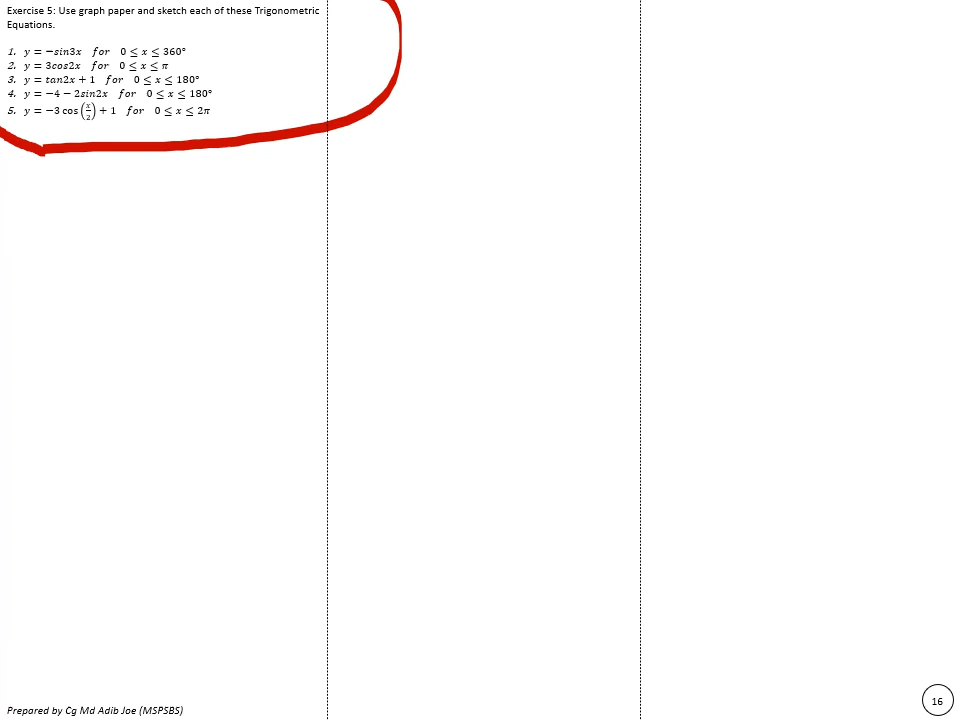 Exercise 5: Use graph paper and sketch each of these Trigonometric
Equations.
1. y = −sin3x for 0 ≤ x ≤ 360°
2. y = 3cos2x for 0 ≤ x ≤ π
3. y = tan2x + 1 for 0 ≤ x ≤ 180°
4. y = −4 − 2sin2x for 0 ≤ x ≤ 180°
5. y = −3 cos (x/2) + 1 for 0 ≤ x ≤ 2π
16
Prepared by Cg Md Adib Joe (MSPSBS)